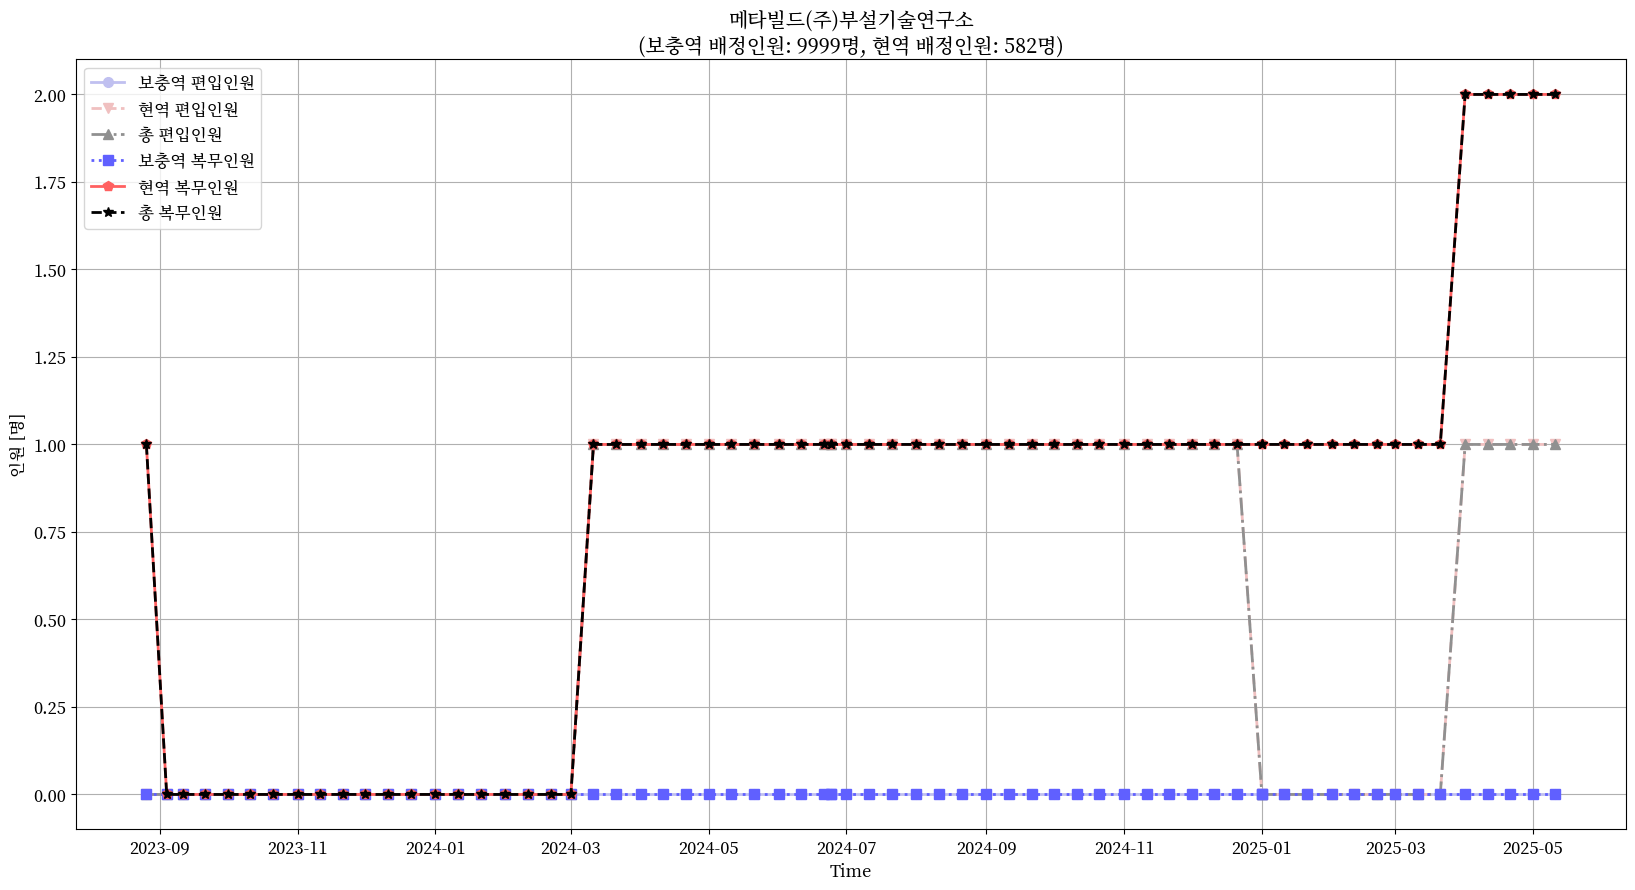 메타빌드(주)부설기술연구소
(보충역 배정인원: 9999명, 현역 배정인원: 582명)
보충역 편입인원
현역 편입인원
총 편입인원
보충역 복무인원
현역 복무인원
총 복무인원
2.00
1.75
1.50
1.25
1.00
0.75
0.50
0.25
0.00
인원 [명]
2023-09 2023-11 2024-01 2024-03 2024-05 2024-07 2024-09 2024-11 2025-01 2025-03 2025-05
Time